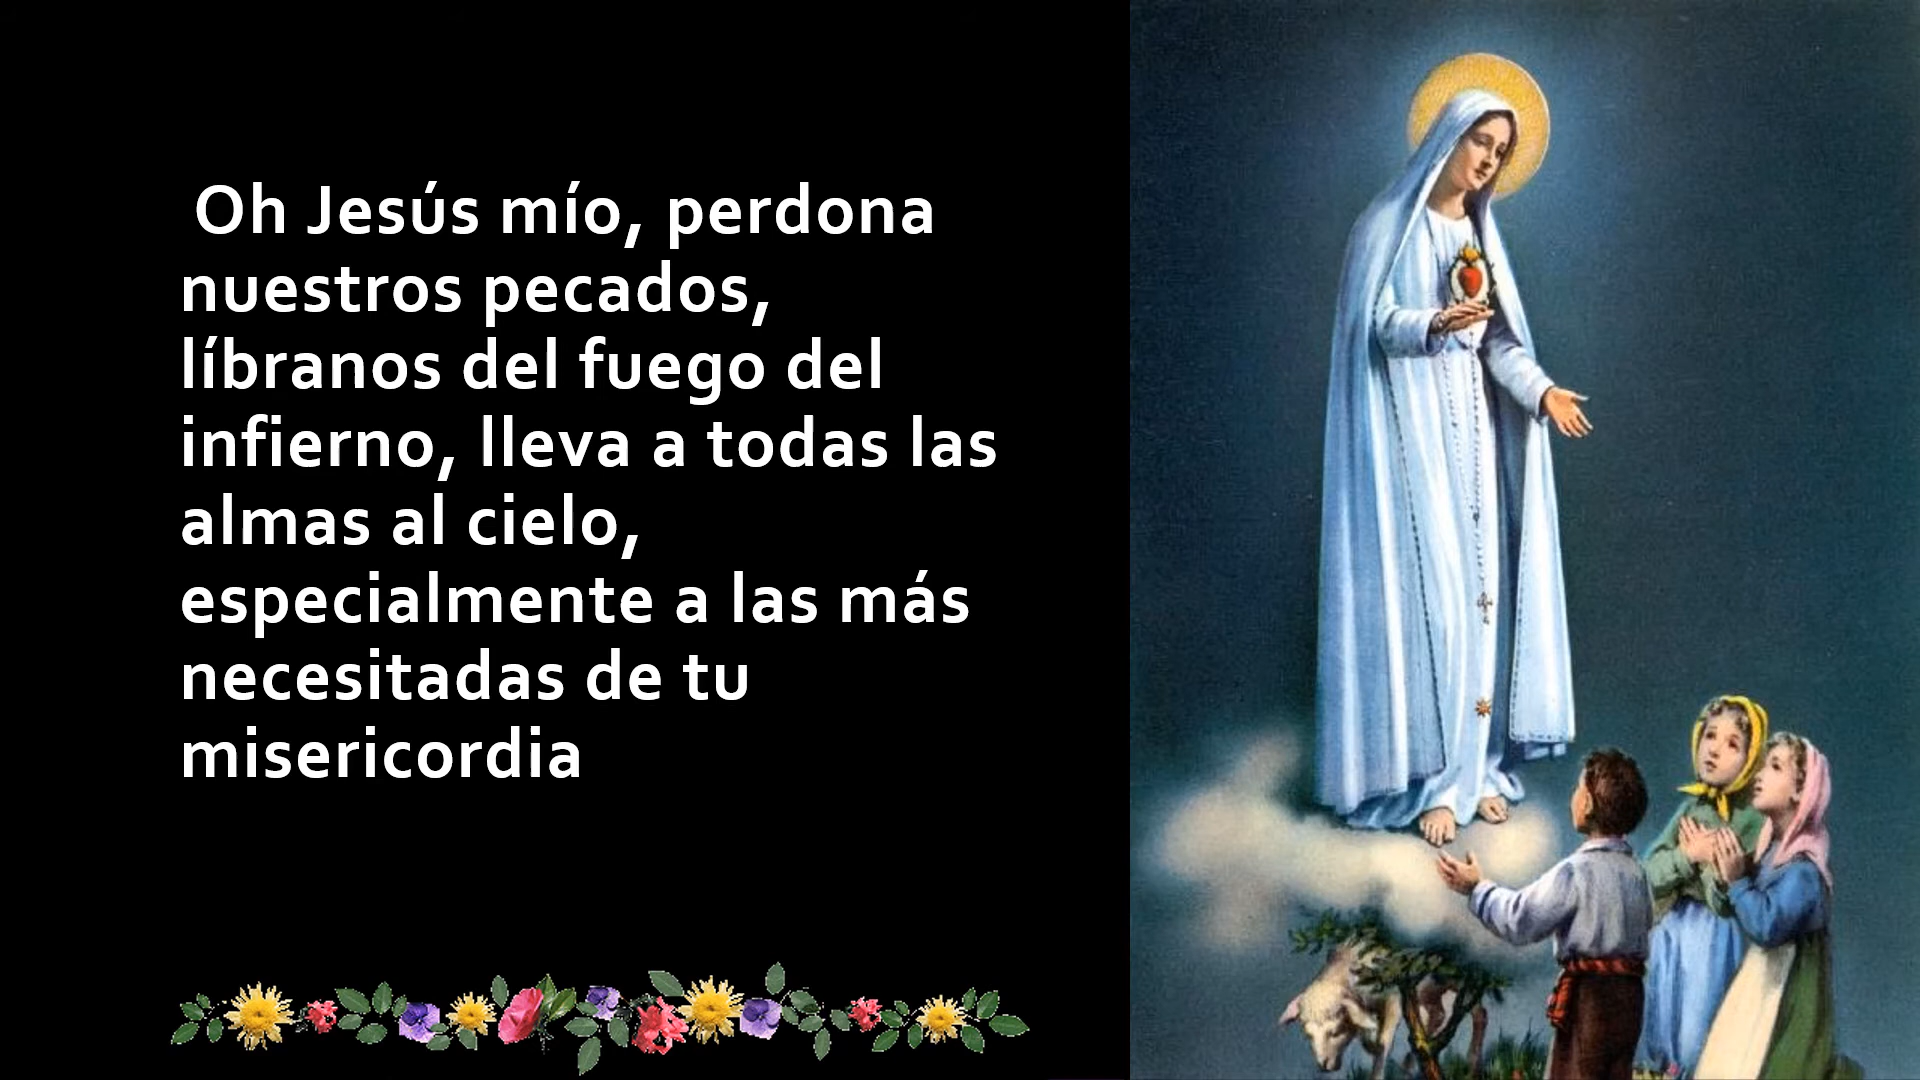 Oh Jesús mío, perdona
nuestros pecados,
líbranos del fuego del
infierno, lleva a todas las
almas al cielo,
especialmente a las más
necesitadas de tu
misericordia